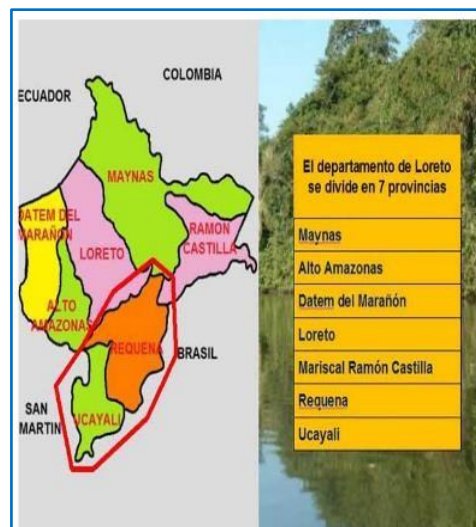 COLOMBIA
ECUADOR
MAYNAS
DATEM DEL
MARAÑON
LORETO
RAMON
CASTILLA
ALTO
AMAZONAS
REQUENA
BRASIL
SAN
MARTIN
UCAYALI
El departamento de Loreto
se divide en 7 provincias
Maynas
Alto Amazonas
Datem del Marañón
Loreto
Mariscal Ramón Castilla
Requena
Ucayali